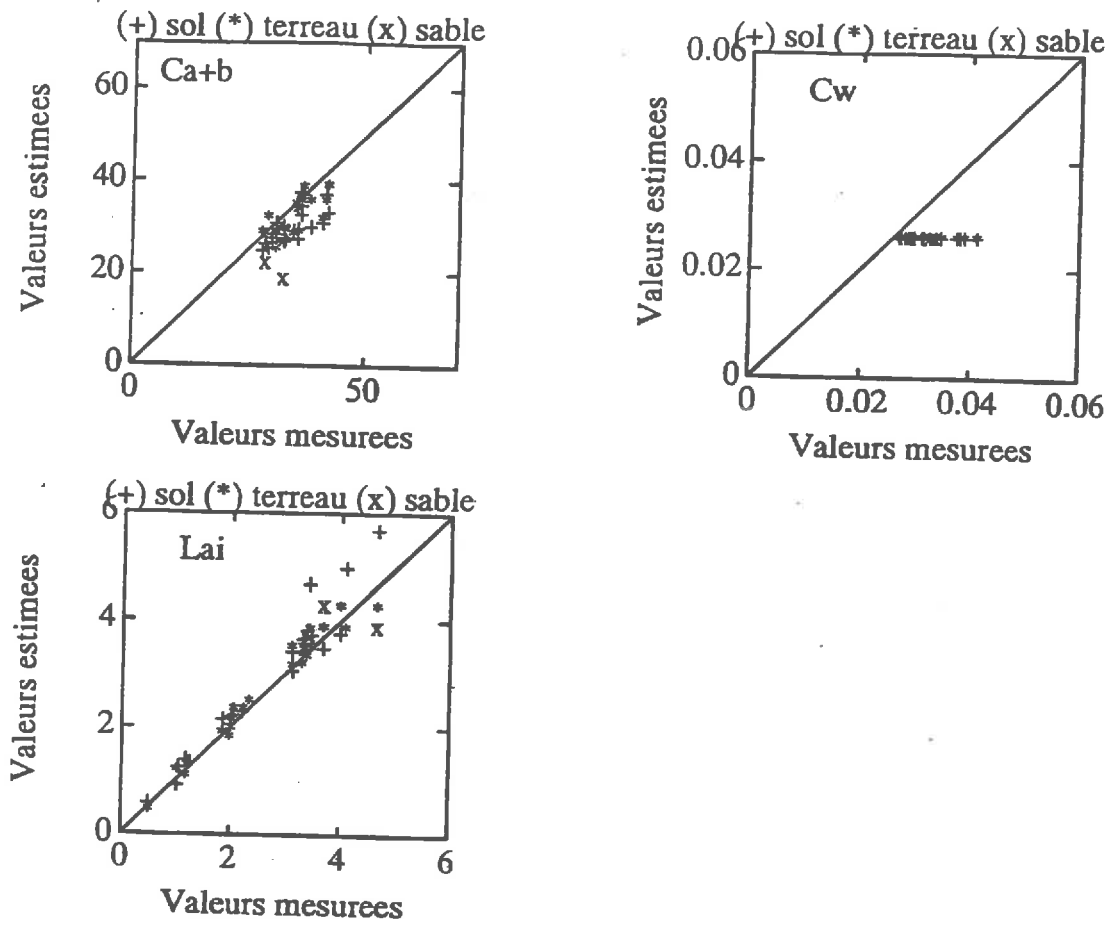 (+) sol (*) terreau (x) sable
Ca+b
60
40
20
0
0
50
Valeurs estimees
Valeurs mesurees
(+) sol (*) terreau (x) sable
Cw
0.06
0.04
0.02
0
0
0.02
0.04
0.06
Valeurs estimees
Valeurs mesurees
(+) sol (*) terreau (x) sable
Lai
6
4
2
0
0
2
4
6
Valeurs estimees
Valeurs mesurees